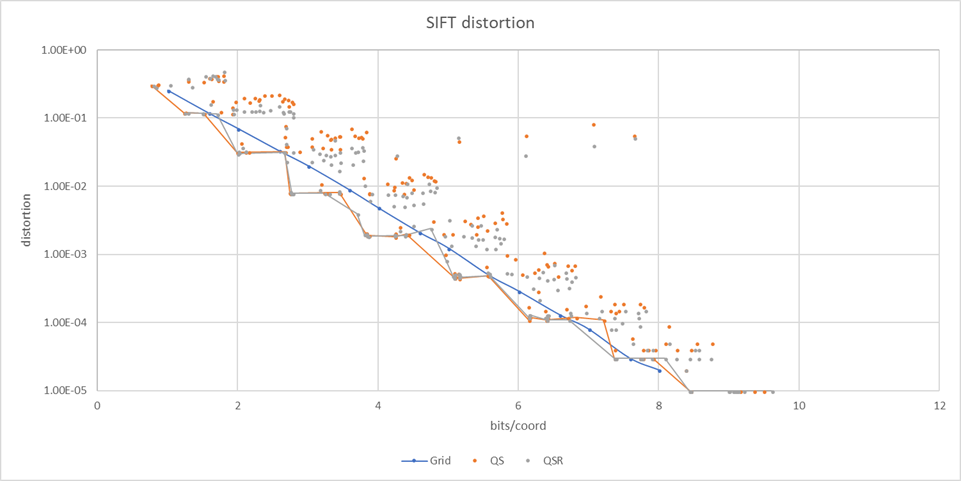 SIFT distortion
1.00E+00
1.00E-01
1.00E-02
1.00E-03
1.00E-04
1.00E-05
distortion
0 2 4 6 8 10 12
bits/coord
Grid QS QSR